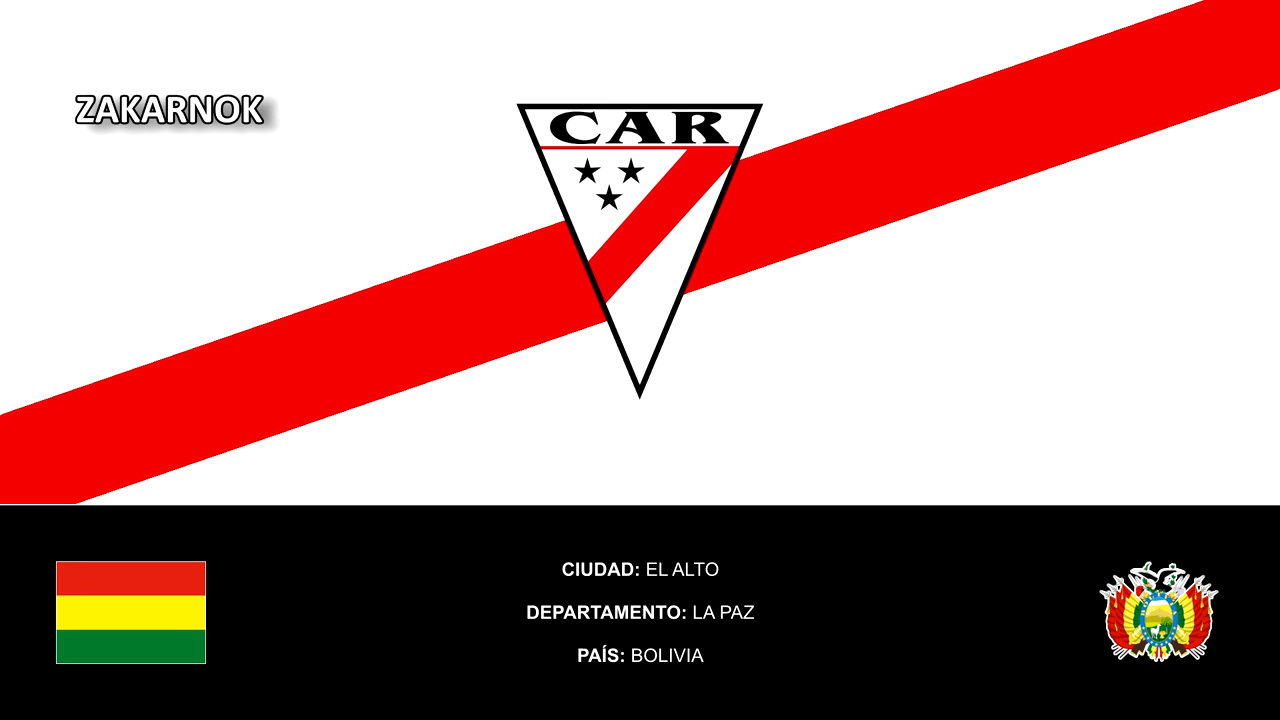 ZAKARNOK
CAR
CIUDAD: EL ALTO
DEPARTAMENTO: LA PAZ
PAÍS: BOLIVIA